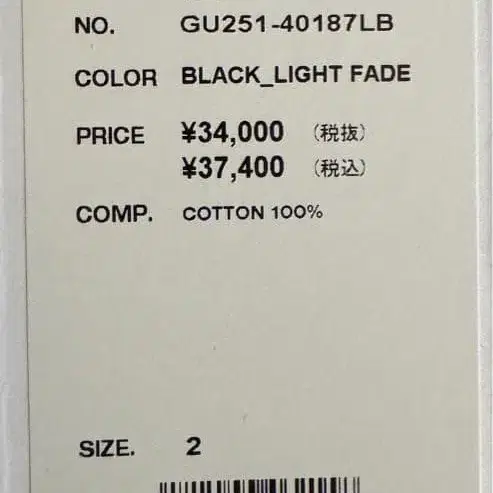 NO. GU251-40187LB
COLOR BLACK_LIGHT FADE
PRICE ¥34,000 (税抜)
¥37,400 (税込)
COMP. COTTON 100%
SIZE. 2